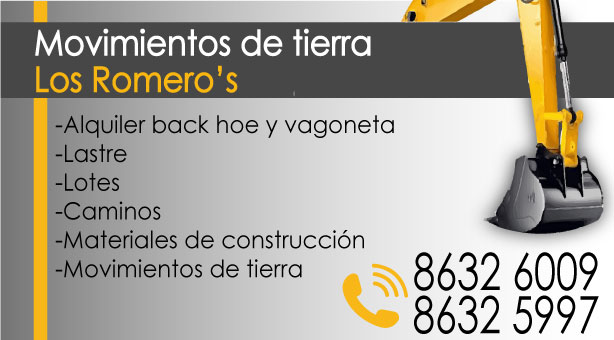 Movimientos de tierra
Los Romero’s
-Alquiler back hoe y vagoneta
-Lastre
-Lotes
-Caminos
-Materiales de construcción
-Movimientos de tierra
8632 6009
8632 5997